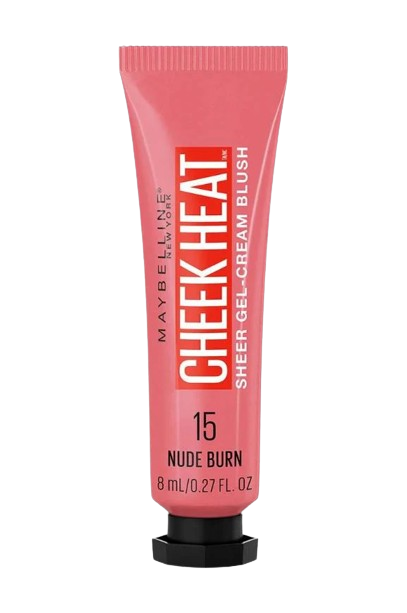 MAYBELLINE®
NEW YORK
CHEEK HEAT
SHEER GEL-CREAM BLUSH
15
NUDE BURN
8 mL/0.27 FL. OZ